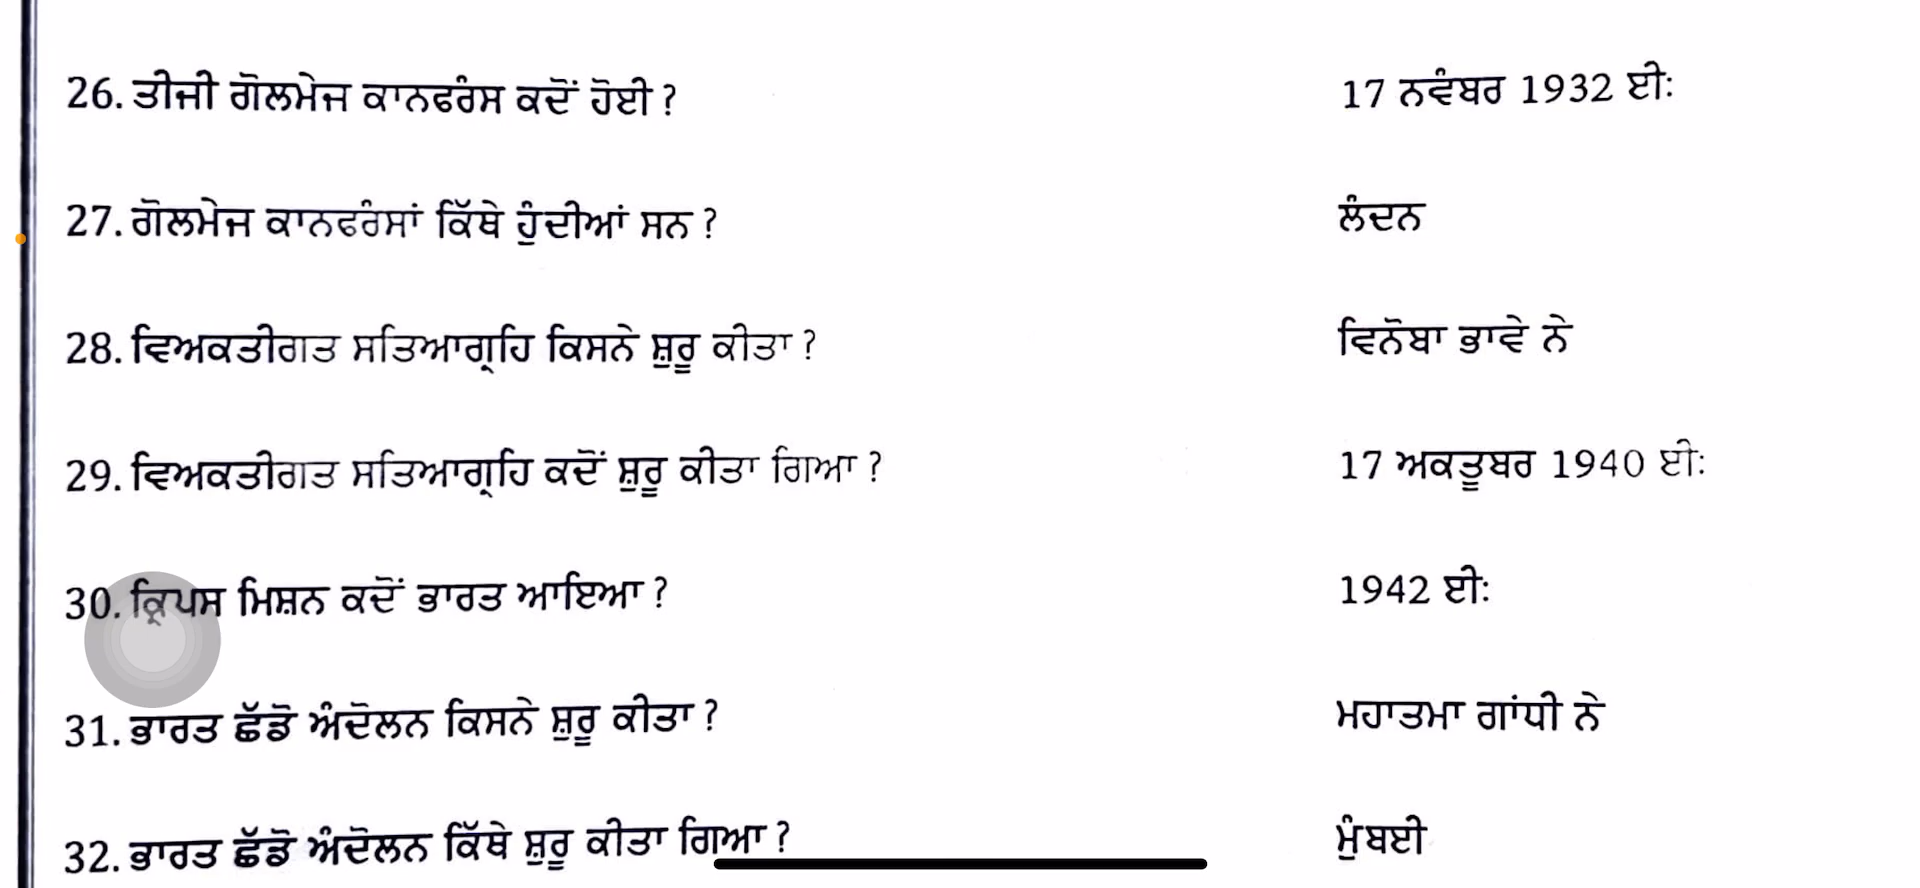 26. ਤੀਜੀ ਗੋਲਮੇਜ ਕਾਨਫਰੰਸ ਕਦੋਂ ਹੋਈ ? 17 ਨਵੰਬਰ 1932 ਈ:
27. ਗੋਲਮੇਜ ਕਾਨਫਰੰਸਾਂ ਕਿੱਥੇ ਹੁੰਦੀਆਂ ਸਨ ? ਲੰਦਨ
28. ਵਿਅਕਤੀਗਤ ਸਤਿਆਗ੍ਰਹਿ ਕਿਸਨੇ ਸ਼ੁਰੂ ਕੀਤਾ ? ਵਿਨੋਬਾ ਭਾਵੇ ਨੇ
29. ਵਿਅਕਤੀਗਤ ਸਤਿਆਗ੍ਰਹਿ ਕਦੋਂ ਸ਼ੁਰੂ ਕੀਤਾ ਗਿਆ ? 17 ਅਕਤੂਬਰ 1940 ਈ:
30. ਕ੍ਰਿਪਸ ਮਿਸ਼ਨ ਕਦੋਂ ਭਾਰਤ ਆਇਆ ? 1942 ਈ:
31. ਭਾਰਤ ਛੱਡੋ ਅੰਦੋਲਨ ਕਿਸਨੇ ਸ਼ੁਰੂ ਕੀਤਾ ? ਮਹਾਤਮਾ ਗਾਂਧੀ ਨੇ
32. ਭਾਰਤ ਛੱਡੋ ਅੰਦੋਲਨ ਕਿੱਥੇ ਸ਼ੁਰੂ ਕੀਤਾ ਗਿਆ ? ਮੁੰਬਈ